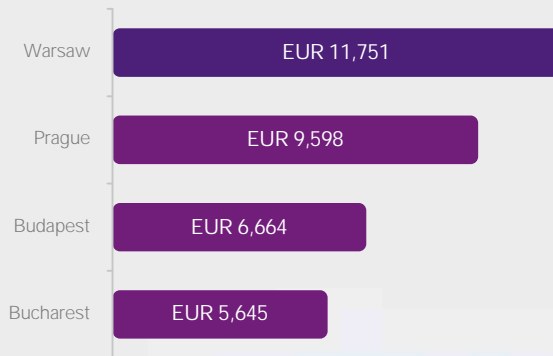 Warsaw EUR 11,751
Prague EUR 9,598
Budapest EUR 6,664
Bucharest EUR 5,645